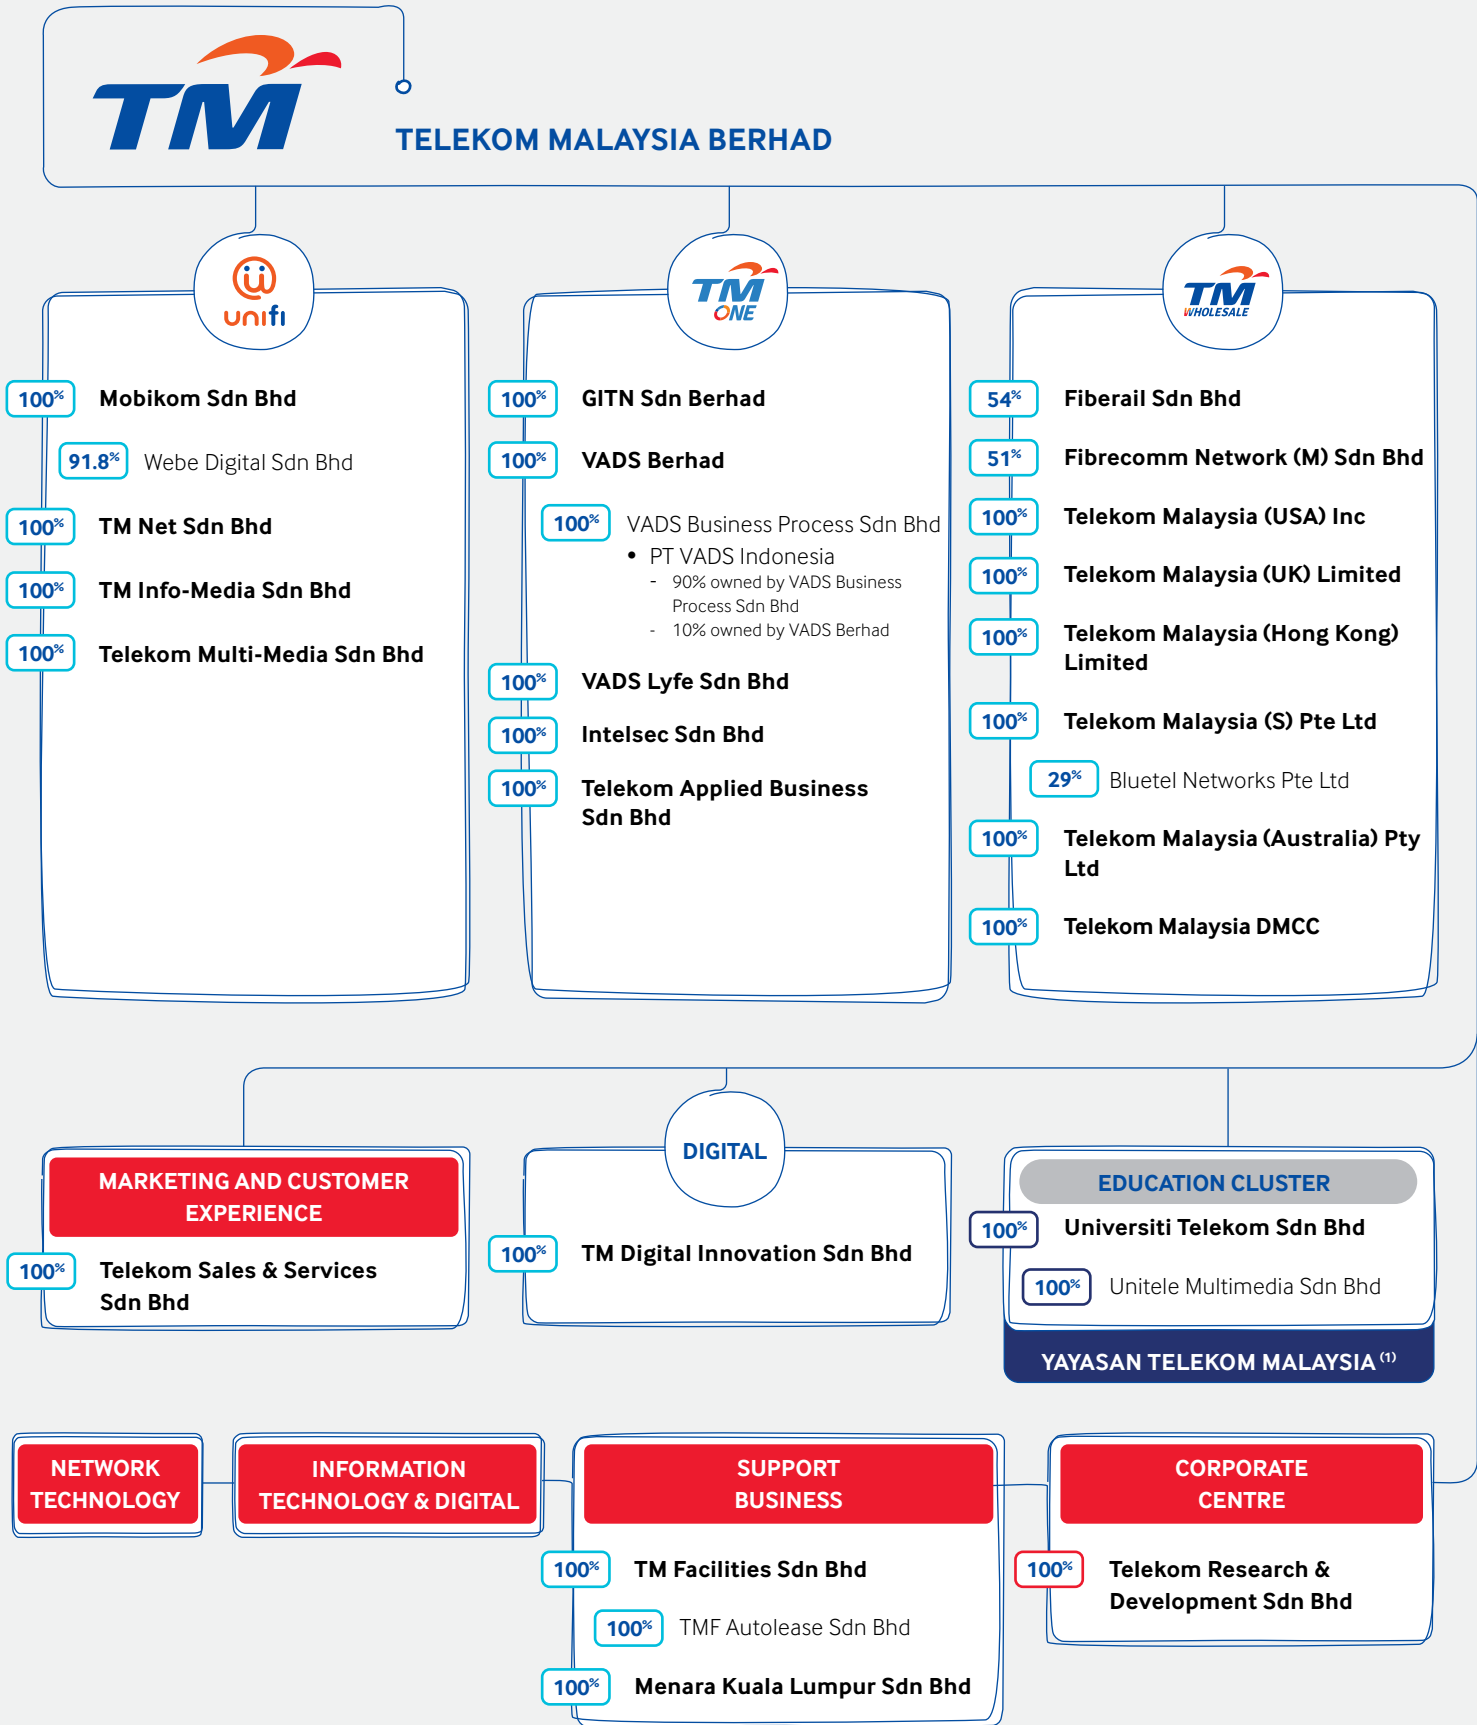 TM
TELEKOM MALAYSIA BERHAD
unifi
100% Mobikom Sdn Bhd
91.8% Webe Digital Sdn Bhd
100% TM Net Sdn Bhd
100% TM Info-Media Sdn Bhd
100% Telekom Multi-Media Sdn Bhd
TM
ONE
100% GITN Sdn Berhad
100% VADS Berhad
100% VADS Business Process Sdn Bhd
• PT VADS Indonesia
- 90% owned by VADS Business
Process Sdn Bhd
- 10% owned by VADS Berhad
100% VADS Lyfe Sdn Bhd
100% Intelsec Sdn Bhd
100% Telekom Applied Business
Sdn Bhd
TM
WHOLESALE
54% Fiberail Sdn Bhd
51% Fibrecomm Network (M) Sdn Bhd
100% Telekom Malaysia (USA) Inc
100% Telekom Malaysia (UK) Limited
100% Telekom Malaysia (Hong Kong)
Limited
100% Telekom Malaysia (S) Pte Ltd
29% Bluetel Networks Pte Ltd
100% Telekom Malaysia (Australia) Pty
Ltd
100% Telekom Malaysia DMCC
MARKETING AND CUSTOMER
EXPERIENCE
100% Telekom Sales & Services
Sdn Bhd
DIGITAL
100% TM Digital Innovation Sdn Bhd
EDUCATION CLUSTER
100% Universiti Telekom Sdn Bhd
100% Unitele Multimedia Sdn Bhd
YAYASAN TELEKOM MALAYSIA (1)
NETWORK
TECHNOLOGY
INFORMATION
TECHNOLOGY & DIGITAL
SUPPORT
BUSINESS
100% TM Facilities Sdn Bhd
100% TMF Autolease Sdn Bhd
100% Menara Kuala Lumpur Sdn Bhd
CORPORATE
CENTRE
100% Telekom Research &
Development Sdn Bhd